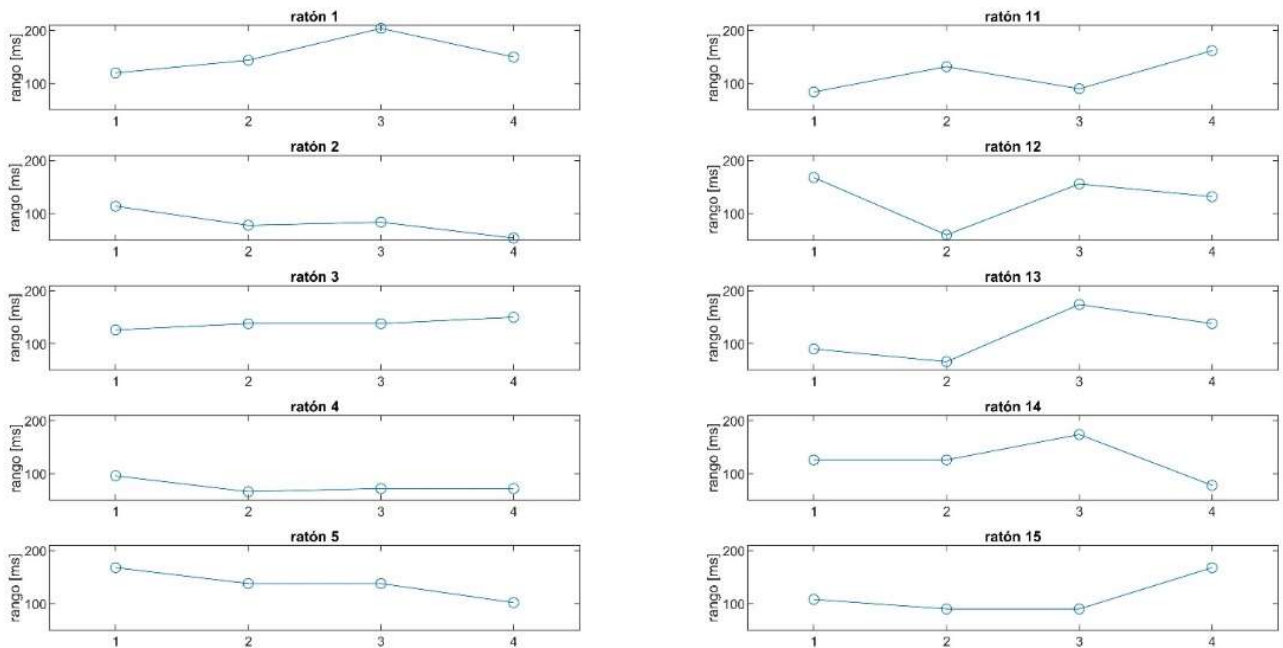 ratón 1
200
100
rango [ms]
1 2 3 4
ratón 2
200
100
rango [ms]
1 2 3 4
ratón 3
200
100
rango [ms]
1 2 3 4
ratón 4
200
100
rango [ms]
1 2 3 4
ratón 5
200
100
rango [ms]
1 2 3 4
ratón 11
200
100
rango [ms]
1 2 3 4
ratón 12
200
100
rango [ms]
1 2 3 4
ratón 13
200
100
rango [ms]
1 2 3 4
ratón 14
200
100
rango [ms]
1 2 3 4
ratón 15
200
100
rango [ms]
1 2 3 4